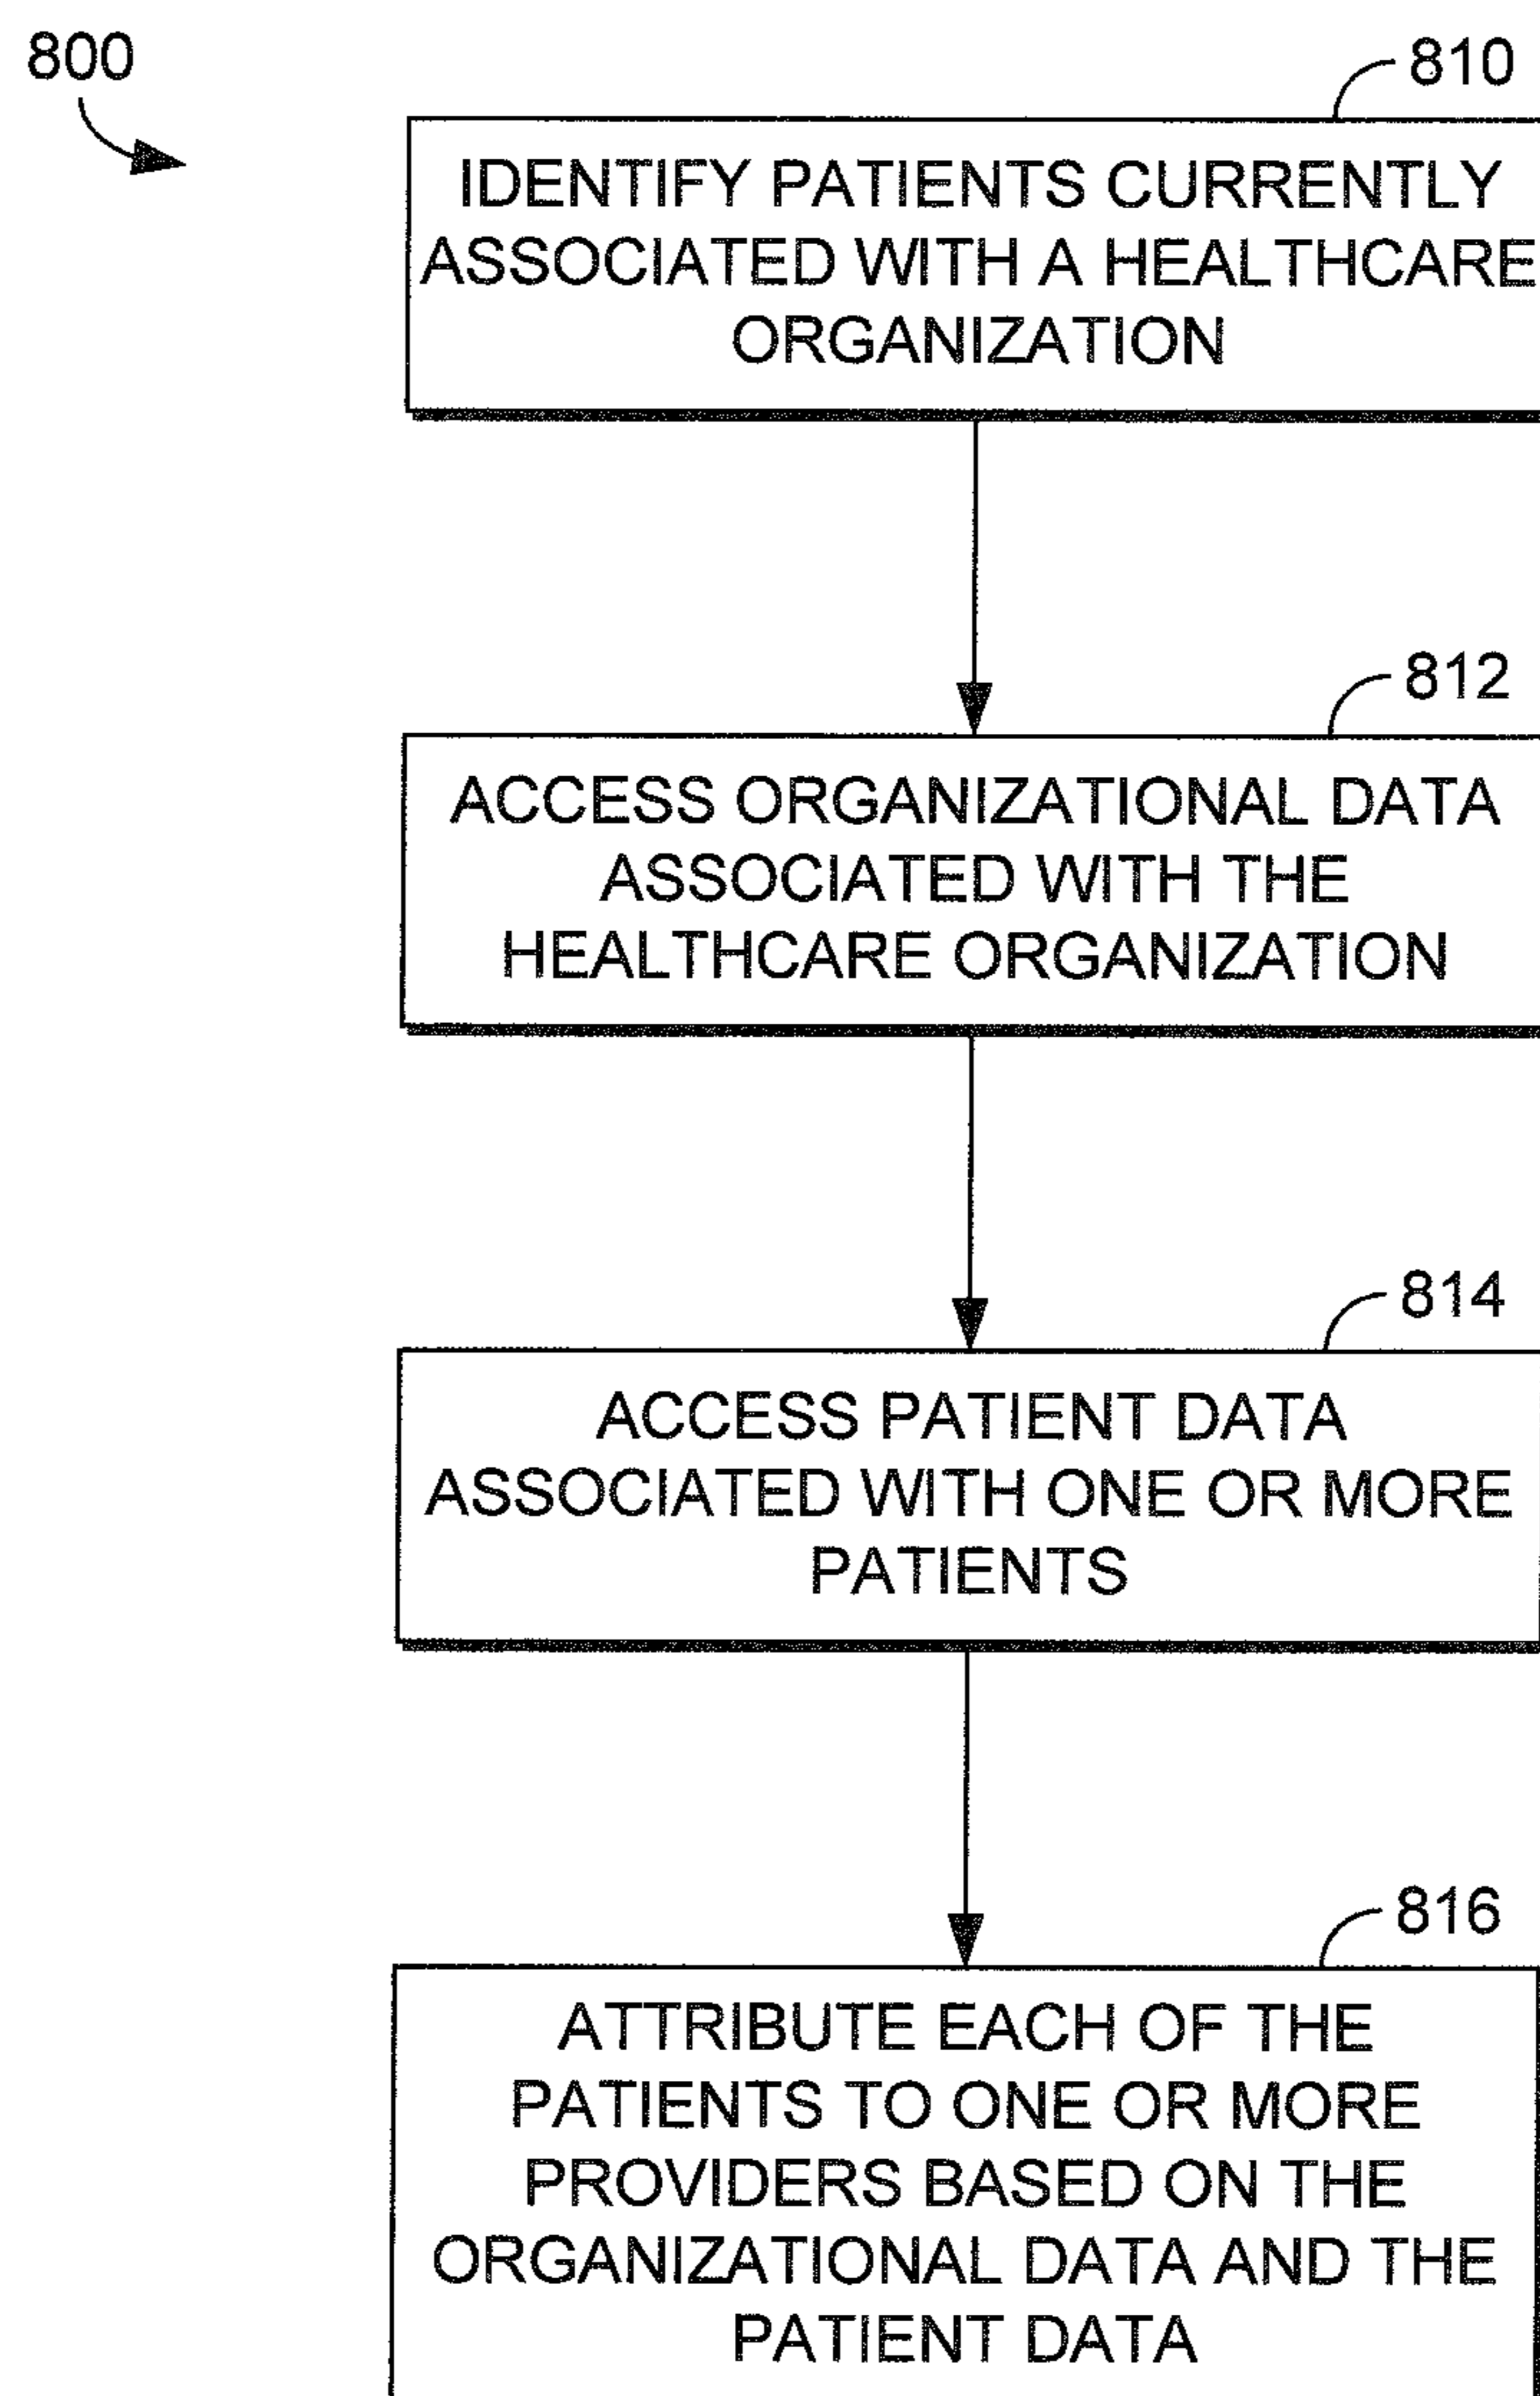 800
810
IDENTIFY PATIENTS CURRENTLY
ASSOCIATED WITH A HEALTHCARE
ORGANIZATION
812
ACCESS ORGANIZATIONAL DATA
ASSOCIATED WITH THE
HEALTHCARE ORGANIZATION
814
ACCESS PATIENT DATA
ASSOCIATED WITH ONE OR MORE
PATIENTS
816
ATTRIBUTE EACH OF THE
PATIENTS TO ONE OR MORE
PROVIDERS BASED ON THE
ORGANIZATIONAL DATA AND THE
PATIENT DATA